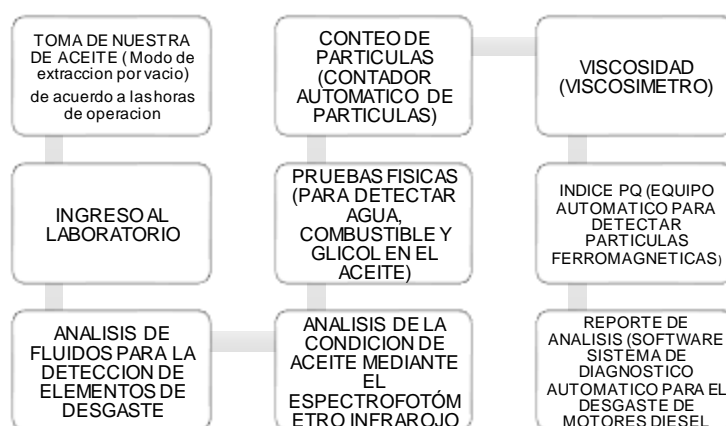 TOMA DE NUESTRA
DE ACEITE ( Modo de
extraccion por vacio)
de acuerdo a las horas
de operacion
INGRESO AL
LABORATORIO
ANALISIS DE
FLUIDOS PARA LA
DETECCION DE
ELEMENTOS DE
DESGASTE
ANALISIS DE LA
CONDICION DE
ACEITE MEDIANTE
EL
ESPECTROFOTÓM
ETRO INFRAROJO
PRUEBAS FISICAS
(PARA DETECTAR
AGUA,
COMBUSTIBLE Y
GLICOL EN EL
ACEITE)
CONTEO DE
PARTICULAS
(CONTADOR
AUTOMATICO DE
PARTICULAS)
VISCOSIDAD
(VISCOSIMETRO)
INDICE PQ (EQUIPO
AUTOMATICO PARA
DETECTAR
PARTICULAS
FERROMAGNETICAS)
REPORTE DE
ANALISIS (SOFTWARE
SISTEMA DE
DIAGNOSTICO
AUTOMATICO PARA EL
DESGASTE DE
MOTORES DIESEL